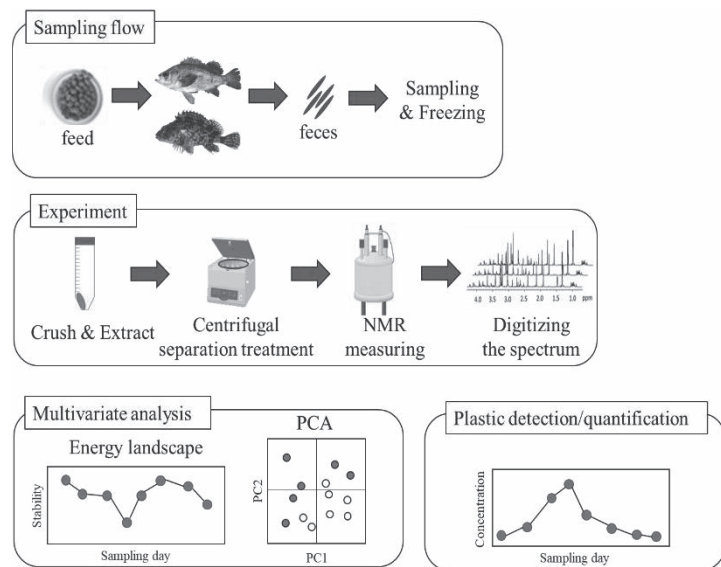 Sampling flow
feed
feces
Sampling
& Freezing
Experiment
Crush & Extract
Centrifugal
separation treatment
NMR
measuring
4.0 3.5 3.0 2.5 2.0 1.5 1.0 ppm
Digitizing
the spectrum
Multivariate analysis
Energy landscape
Stability
Sampling day
PCA
PC2
PC1
Plastic detection/quantification
Concentration
Sampling day